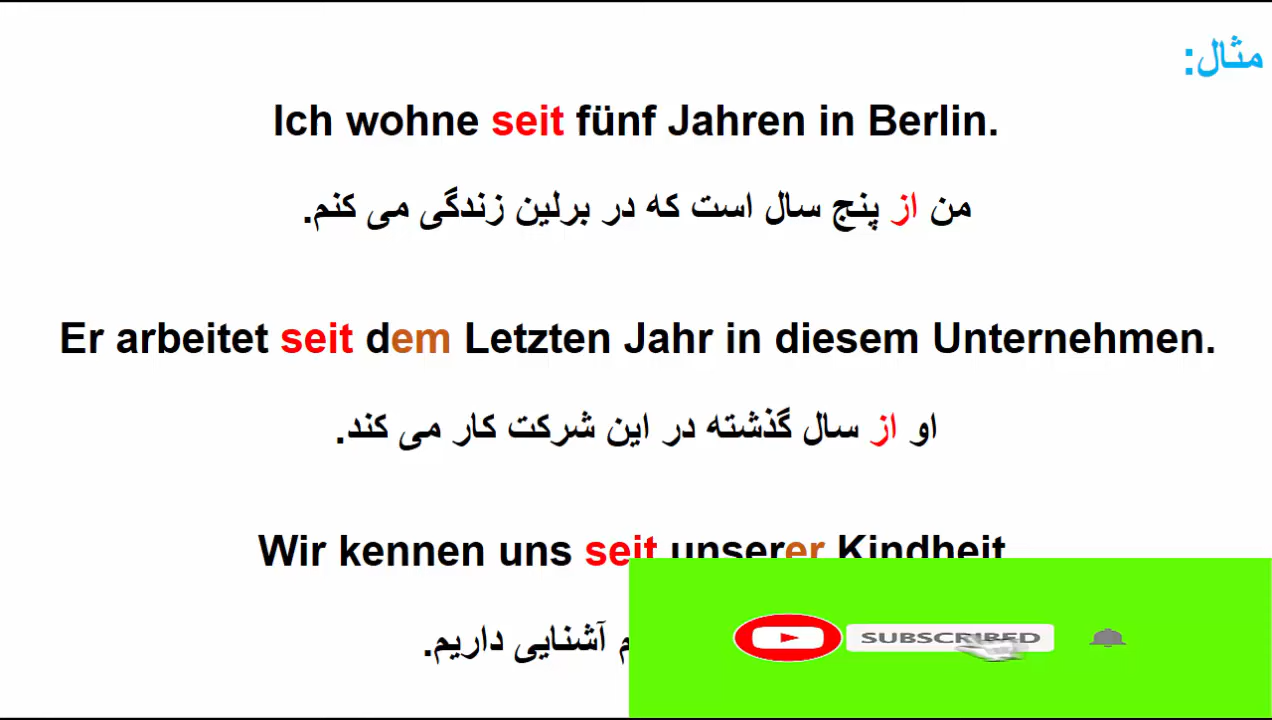 مثال:
Ich wohne seit fünf Jahren in Berlin.
من از پنج سال است که در برلین زندگی می کنم.
Er arbeitet seit dem Letzten Jahr in diesem Unternehmen.
او از سال گذشته در این شرکت کار می کند.
Wir kennen uns seit unserer Kindheit
آشنایی داریم.
SUBSCRIBED